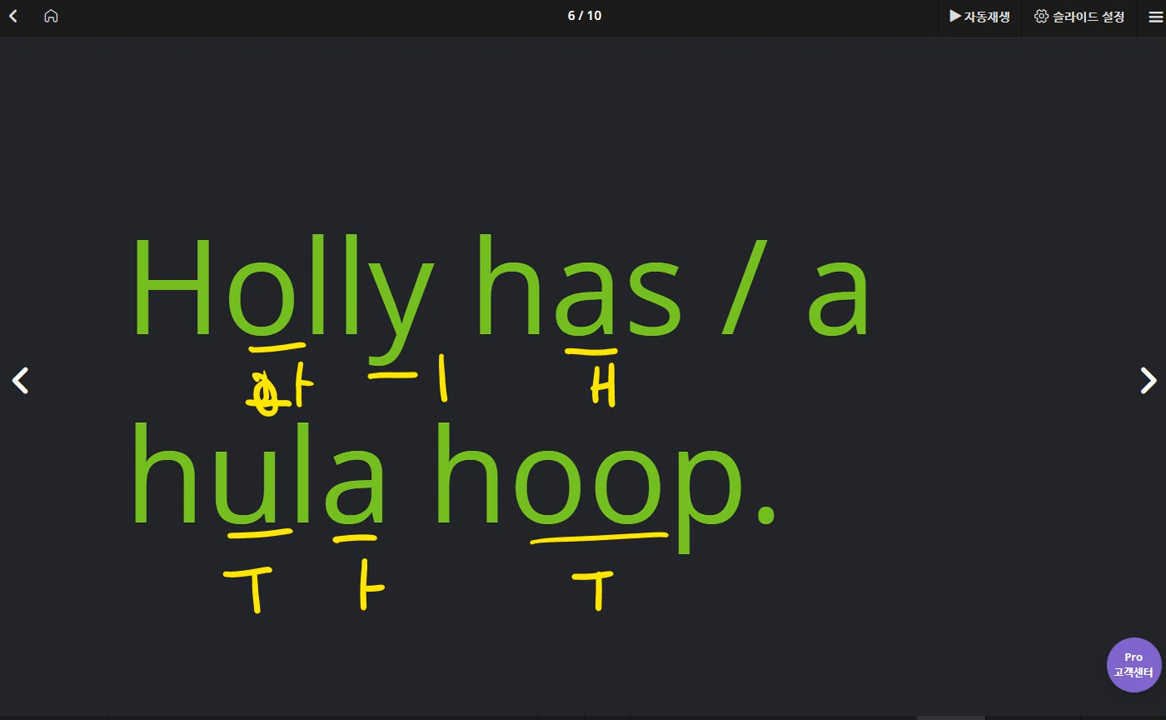 6 / 10
▶ 자동재생
슬라이드 설정
Holly has / a
ㅏ ㅣ ㅐ
hula hoop.
ㅜ ㅏ ㅜ
Pro
고객센터